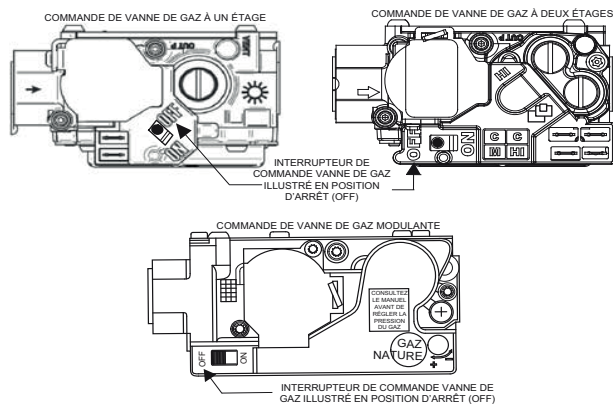 COMMANDE DE VANNE DE GAZ À UN ÉTAGE
COMMANDE DE VANNE DE GAZ À DEUX ÉTAGES
OUT P
VENT
OFF
ON
OUT P
HI
OFF
ON
C
C
M
HI
INTERRUPTEUR DE
COMMANDE VANNE DE GAZ
ILLUSTRÉ EN POSITION
D'ARRÊT (OFF)
COMMANDE DE VANNE DE GAZ MODULANTE
CONSULTEZ
LE MANUEL
AVANT DE
RÉGLER LA
PRESSION
DU GAZ
GAZ
NATURE
+
−
OFF
ON
INTERRUPTEUR DE COMMANDE VANNE DE
GAZ ILLUSTRÉ EN POSITION D'ARRÊT (OFF)